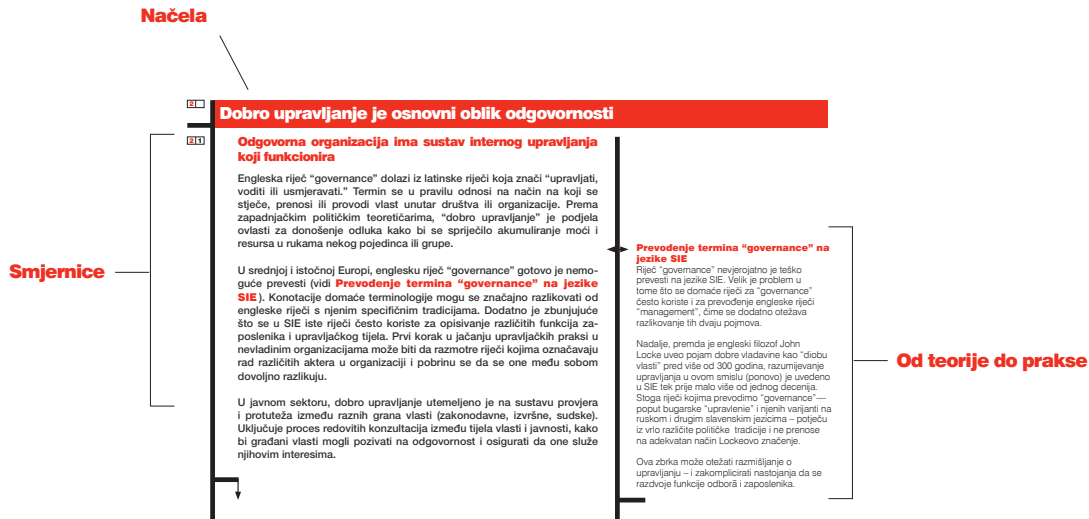 Načela
2
Dobro upravljanje je osnovni oblik odgovornosti
2 1
Odgovorna organizacija ima sustav internog upravljanja
koji funkcionira
Engleska riječ “governance” dolazi iz latinske riječi koja znači “upravljati,
voditi ili usmjeravati.” Termin se u pravilu odnosi na način na koji se
stječe, prenosi ili provodi vlast unutar društva ili organizacije. Prema
zapadnjačkim političkim teoretičarima, “dobro upravljanje” je podjela
ovlasti za donošenje odluka kako bi se spriječilo akumuliranje moći i
resursa u rukama nekog pojedinca ili grupe.
U srednjoj i istočnoj Europi, englesku riječ “governance” gotovo je nemo-
guće prevesti (vidi Prevođenje termina “governance” na jezike
SIE). Konotacije domaće terminologije mogu se značajno razlikovati od
engleske riječi s njenim specifičnim tradicijama. Dodatno je zbunjujuće
što se u SIE iste riječi često koriste za opisivanje različitih funkcija za-
poslenika i upravljačkog tijela. Prvi korak u jačanju upravljačkih praksi u
nevladinim organizacijama može biti da razmotre riječi kojima označavaju
rad različitih aktera u organizaciji i pobrinu se da se one među sobom
dovoljno razlikuju.
U javnom sektoru, dobro upravljanje utemeljeno je na sustavu provjera
i protuteža između raznih grana vlasti (zakonodavne, izvršne, sudske).
Uključuje proces redovitih konzultacija između tijela vlasti i javnosti, kako
bi građani vlasti mogli pozivati na odgovornost i osigurati da one služe
njihovim interesima.
Smjernice
Prevođenje termina “governance” na
jezike SIE
Riječ “governance” nevjerojatno je teško
prevesti na jezike SIE. Velik je problem u
tome što se domaće riječi za “governance”
često koriste i za prevođenje engleske riječi
“management”, čime se dodatno otežava
razlikovanje tih dvaju pojmova.
Nadalje, premda je engleski filozof John
Locke uveo pojam dobre vladavine kao “diobu
vlasti” pred više od 300 godina, razumijevanje
upravljanja u ovom smislu (ponovo) je uvedeno
u SIE tek prije malo više od jednog decenija.
Stoga riječi kojima prevodimo “governance”—
poput bugarske “upravlenie” i njenih varijanti na
ruskom i drugim slavenskim jezicima – potječu
iz vrlo različite političke tradicije i ne prenose
na adekvatan način Lockeovo značenje.
Ova zbrka može otežati razmišljanje o
upravljanju – i zakomplicirati nastojanja da se
razdvoje funkcije odborā i zaposlenika.
Od teorije do prakse